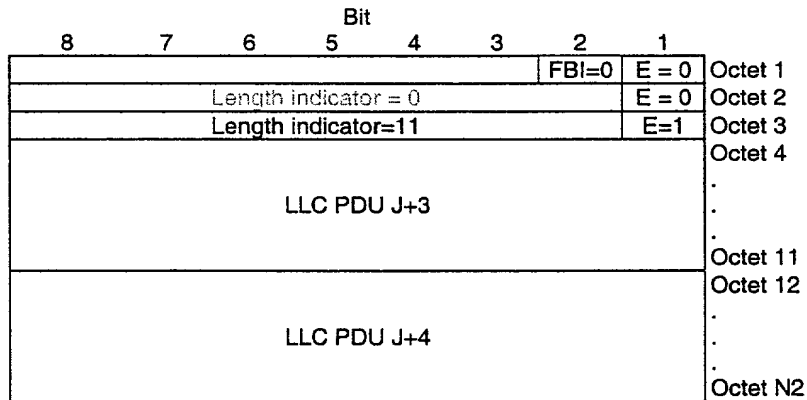 Bit
8 7 6 5 4 3 2 1
FBI=0 E = 0 Octet 1
Length indicator = 0 E = 0 Octet 2
Length indicator=11 E=1 Octet 3
Octet 4
.
LLC PDU J+3 .
.
Octet 11
Octet 12
.
LLC PDU J+4 .
.
Octet N2